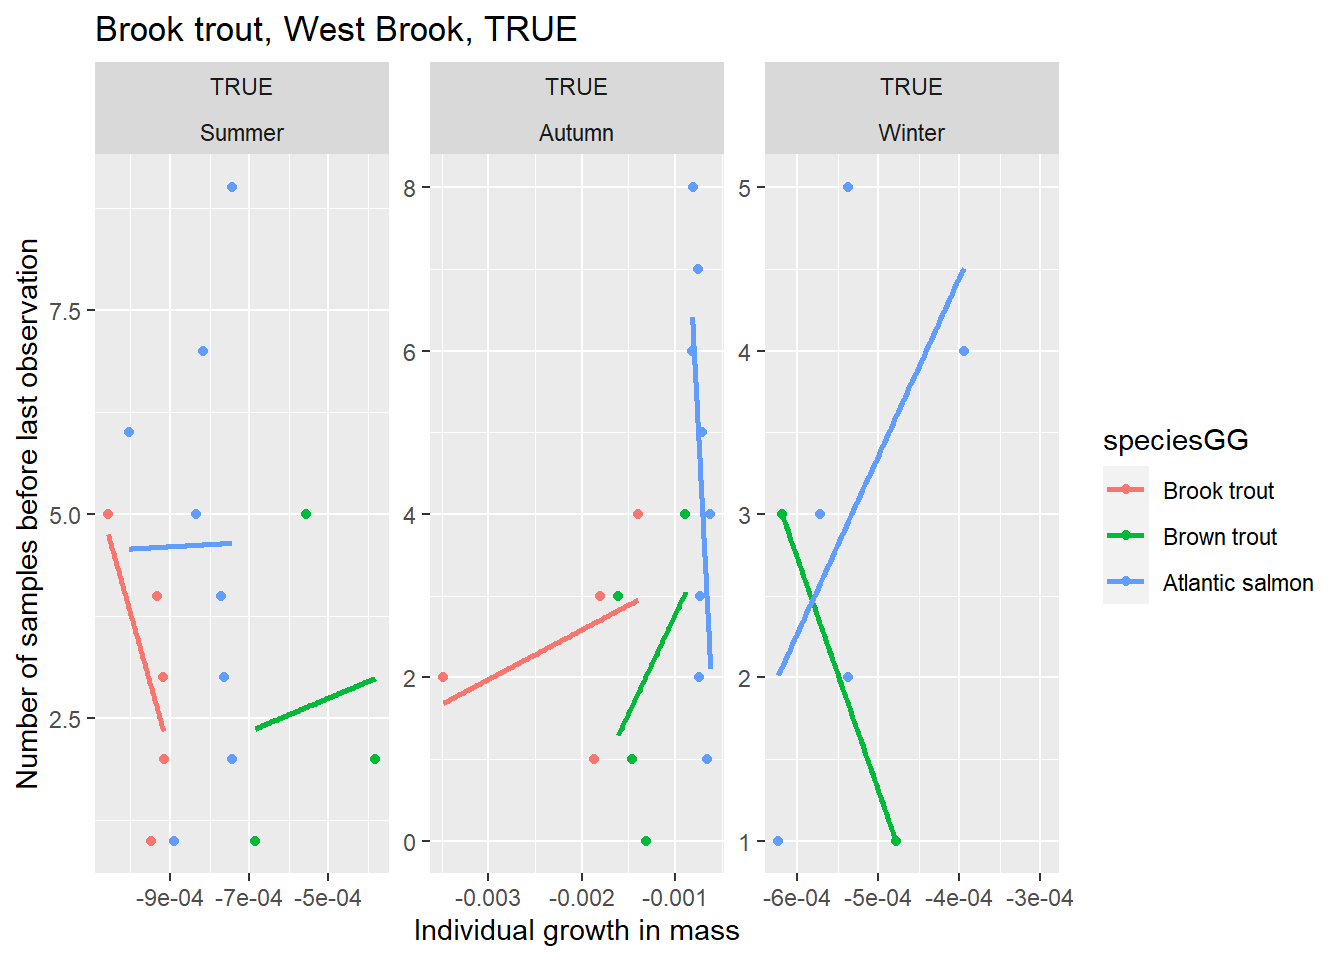 Brook trout, West Brook, TRUE
TRUE
Summer
TRUE
Autumn
TRUE
Winter
Number of samples before last observation
7.5
5.0
2.5
8
6
4
2
0
5
4
3
2
1
-9e-04 -7e-04 -5e-04
-0.003 -0.002 -0.001
-6e-04 -5e-04 -4e-04 -3e-04
Individual growth in mass
speciesGG
Brook trout
Brown trout
Atlantic salmon